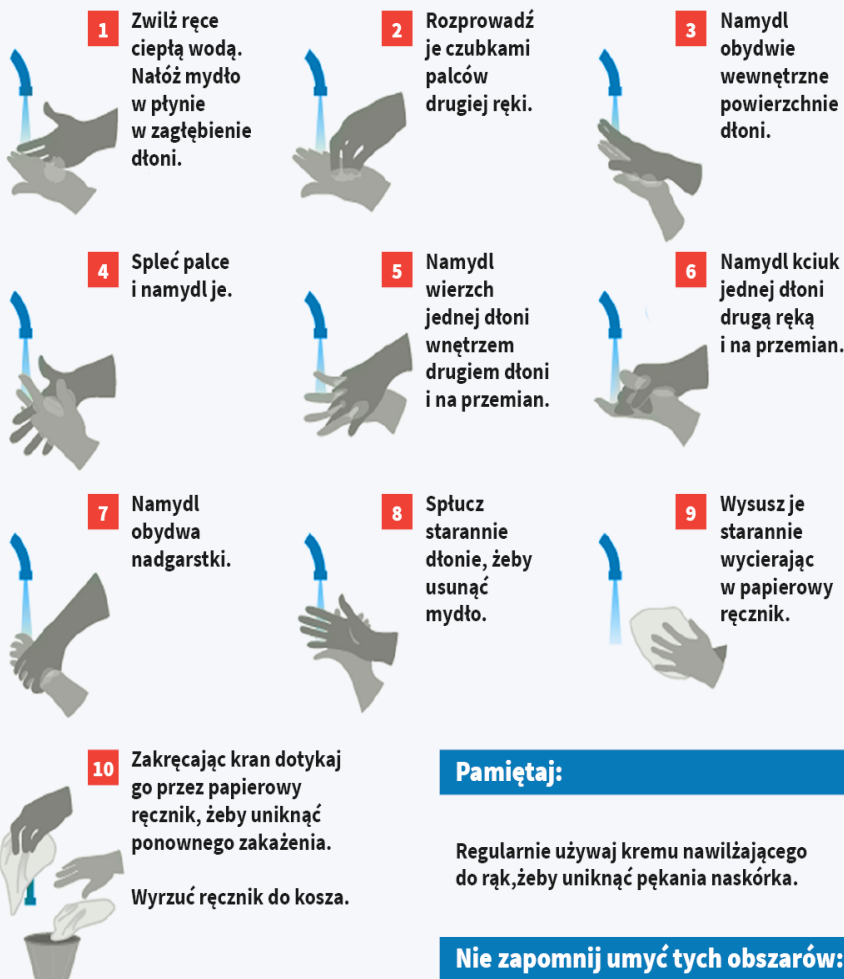 1
Zwilż ręce
ciepłą wodą.
Nałóż mydło
w płynie
w zagłębienie
dłoni.
2
Rozprowadź
je czubkami
palców
drugiej ręki.
3
Namydl
obydwie
wewnętrzne
powierzchnie
dłoni.
4
Spleć palce
i namydl je.
5
Namydl
wierzch
jednej dłoni
wnętrzem
drugiem dłoni
i na przemian.
6
Namydl kciuk
jednej dłoni
drugą ręką
i na przemian.
7
Namydl
obydwa
nadgarstki.
8
Spłucz
starannie
dłonie, żeby
usunąć
mydło.
9
Wysusz je
starannie
wycierając
w papierowy
ręcznik.
10
Zakręcając kran dotykaj
go przez papierowy
ręcznik, żeby uniknąć
ponownego zakażenia.
Wyrzuć ręcznik do kosza.
Pamiętaj:
Regularnie używaj kremu nawilżającego
do rąk,żeby uniknąć pękania naskórka.
Nie zapomnij umyć tych obszarów: